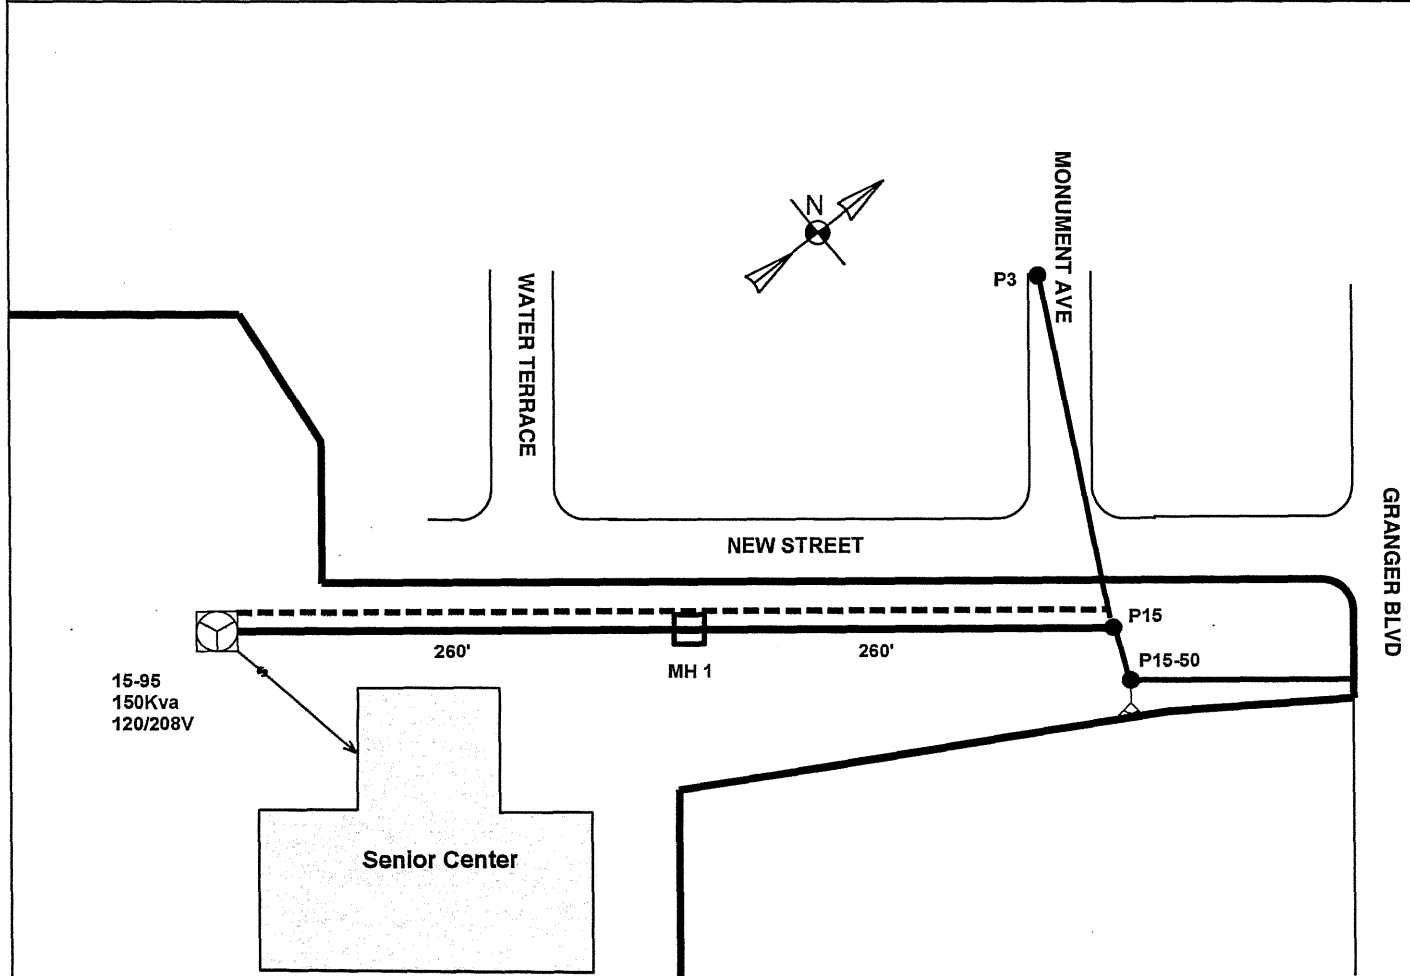 N
MONUMENT AVE
P3
WATER TERRACE
GRANGER BLVD
NEW STREET
P15
260'
260'
MH 1
P15-50
15-95
150Kva
120/208V
Senior Center